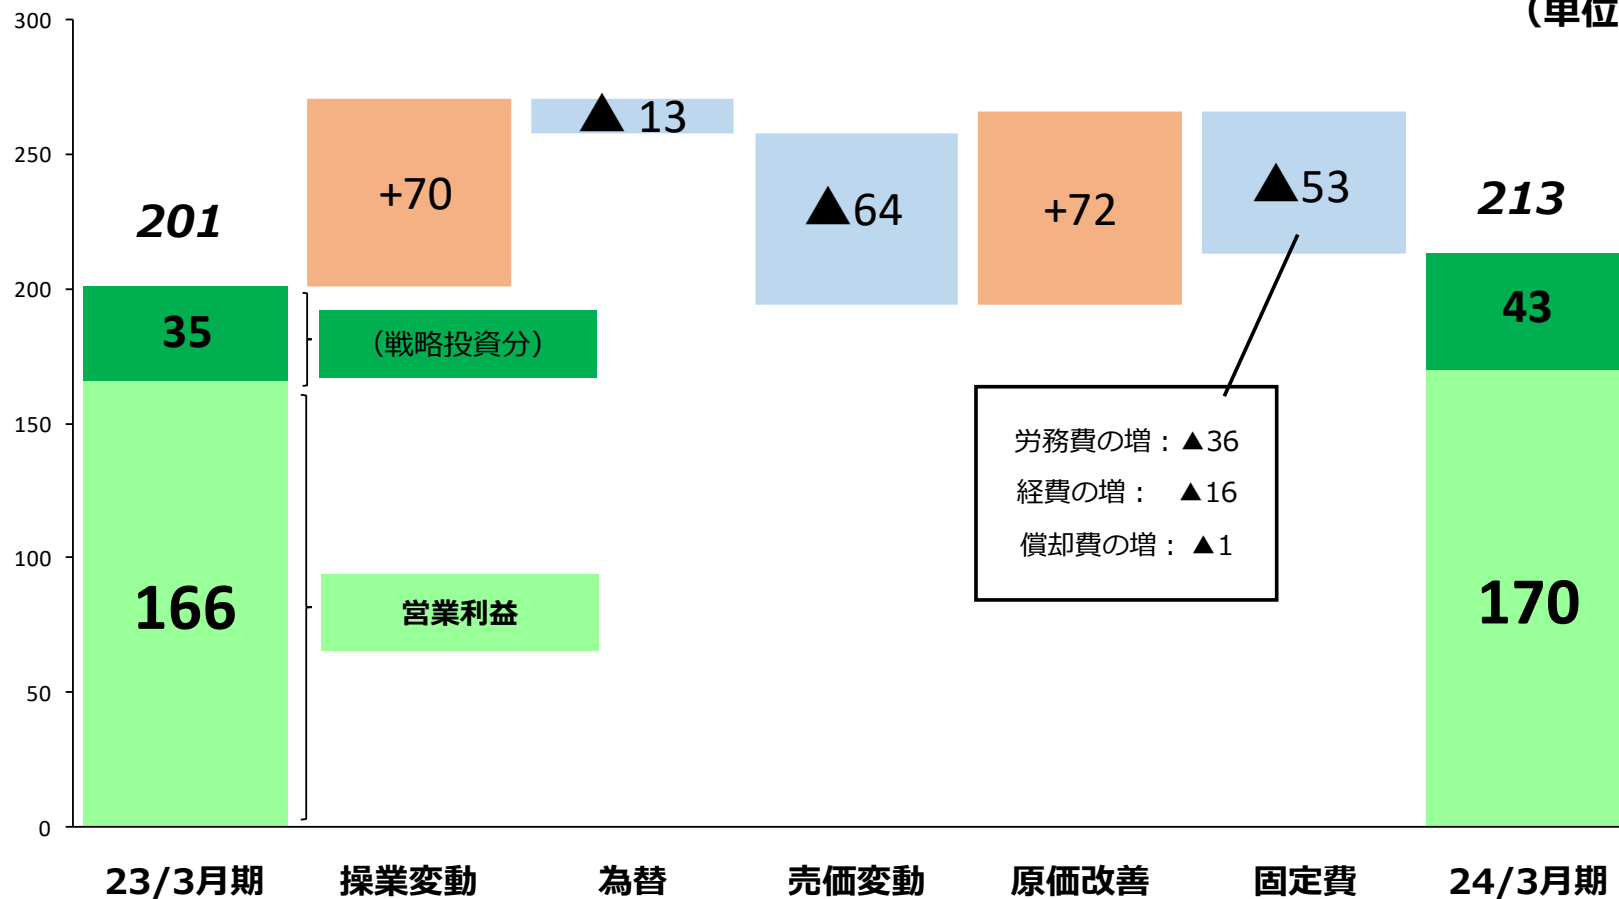 （単位
300
250
200
150
100
50
0
201
35
166
（戦略投資分）
営業利益
+70
▲ 13
▲64
+72
▲53
労務費の増：▲36
経費の増： ▲16
償却費の増：▲1
213
43
170
23/3月期 操業変動 為替 売価変動 原価改善 固定費 24/3月期